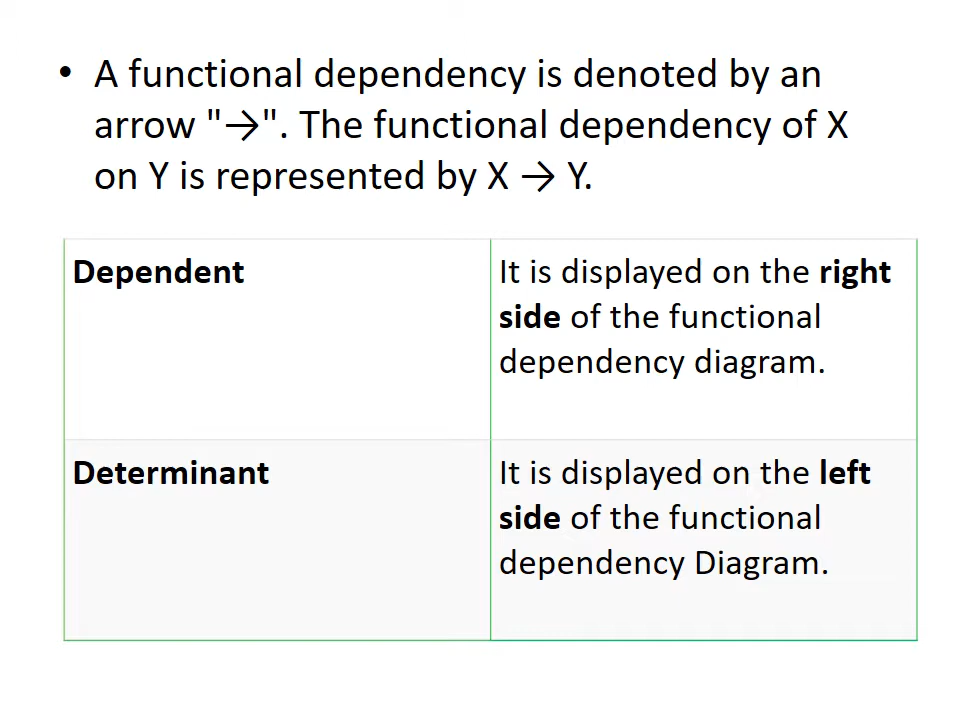 • A functional dependency is denoted by an
arrow "→". The functional dependency of X
on Y is represented by X → Y.
Dependent
It is displayed on the right
side of the functional
dependency diagram.
Determinant
It is displayed on the left
side of the functional
dependency Diagram.